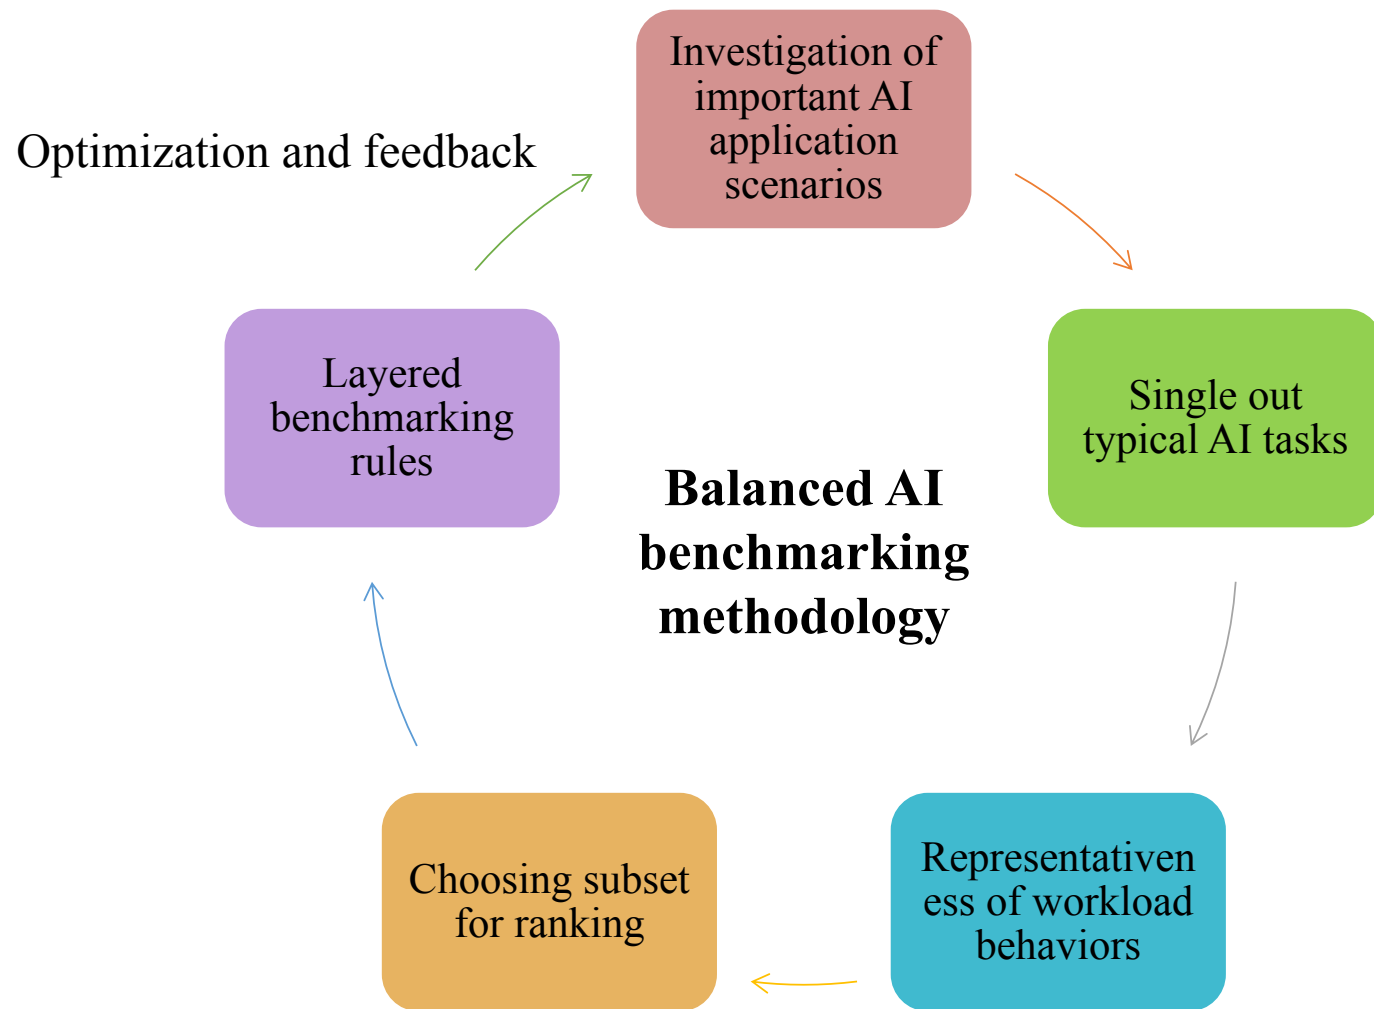 Investigation of
important AI
application
scenarios
Optimization and feedback
Single out
typical AI tasks
Layered
benchmarking
rules
Balanced AI
benchmarking
methodology
Representativen
ess of workload
behaviors
Choosing subset
for ranking